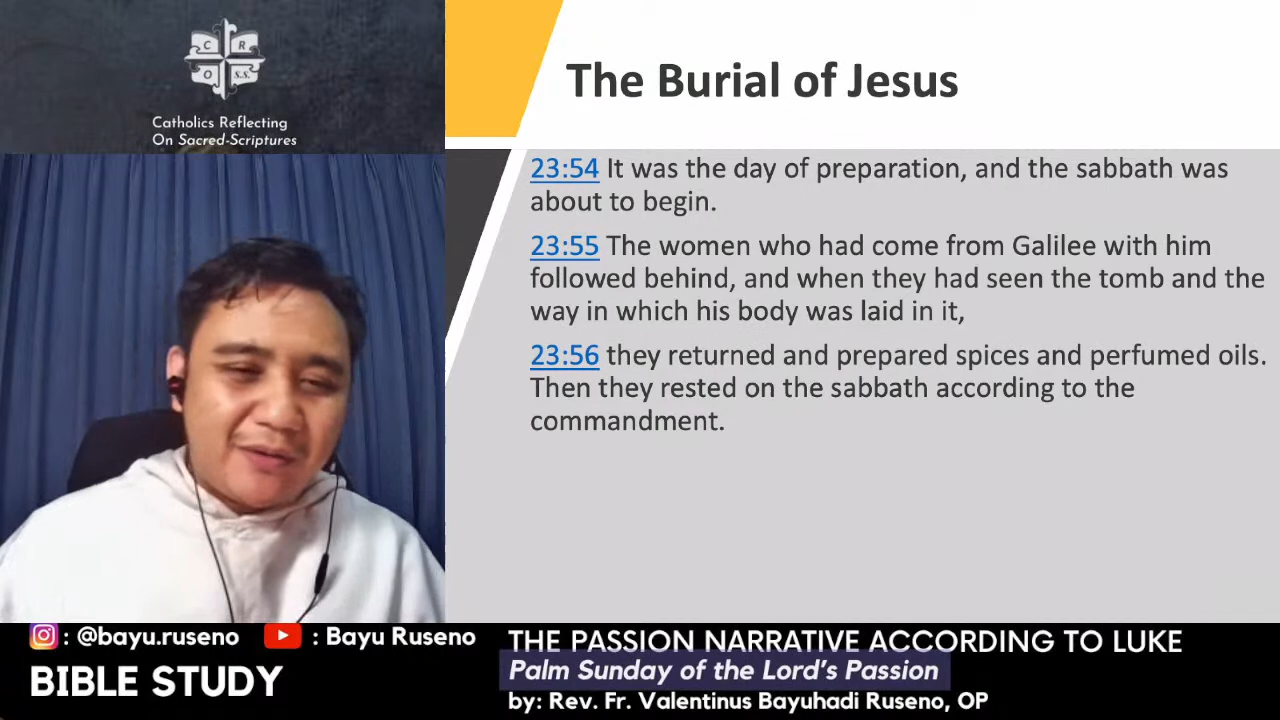 C R
O S.S.
Catholics Reflecting
On Sacred-Scriptures
The Burial of Jesus
23:54 It was the day of preparation, and the sabbath was
about to begin.
23:55 The women who had come from Galilee with him
followed behind, and when they had seen the tomb and the
way in which his body was laid in it,
23:56 they returned and prepared spices and perfumed oils.
Then they rested on the sabbath according to the
commandment.
: @bayu.ruseno : Bayu Ruseno
BIBLE STUDY
THE PASSION NARRATIVE ACCORDING TO LUKE
Palm Sunday of the Lord's Passion
by: Rev. Fr. Valentinus Bayuhadi Ruseno, OP